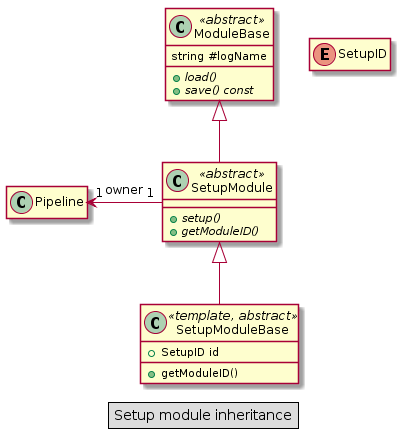 C
«abstract»
ModuleBase
string #logName
load()
save() const
E SetupID
C
«abstract»
SetupModule
setup()
getModuleID()
C Pipeline
1 owner 1
C
«template, abstract»
SetupModuleBase
SetupID id
getModuleID()
Setup module inheritance